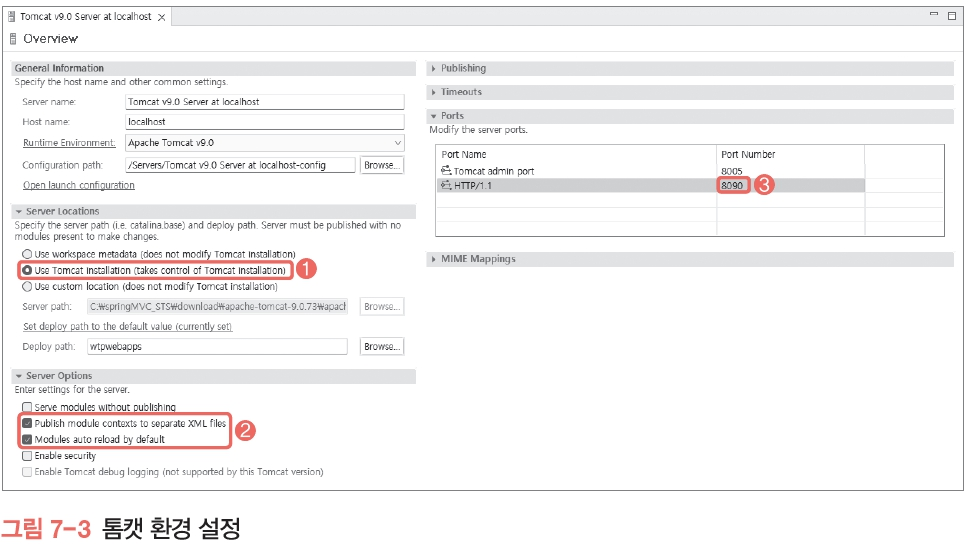 Tomcat v9.0 Server at localhost
Overview
General Information
Specify the host name and other common settings.
Server name: Tomcat v9.0 Server at localhost
Host name: localhost
Runtime Environment: Apache Tomcat v9.0
Configuration path: /Servers/Tomcat v9.0 Server at localhost-config Browse...
Open launch configuration
Server Locations
Specify the server path (i.e. catalina.base) and deploy path. Server must be published with no
modules present to make changes.
Use workspace metadata (does not modify Tomcat installation)
Use Tomcat installation (takes control of Tomcat installation) 1
Use custom location (does not modify Tomcat installation)
Server path: C:₩springMVC_STS₩download₩apache-tomcat-9.0.73₩apach Browse...
Set deploy path to the default value (currently set)
Deploy path: wtpwebapps Browse...
Server Options
Enter settings for the server.
Serve modules without publishing
Publish module contexts to separate XML files
2
Modules auto reload by default
Enable security
Enable Tomcat debug logging (not supported by this Tomcat version)
Publishing
Timeouts
Ports
Modify the server ports.
Port Name Port Number
Tomcat admin port 8005
HTTP/1.1 8090 3
MIME Mappings
그림 7-3 톰캣 환경 설정